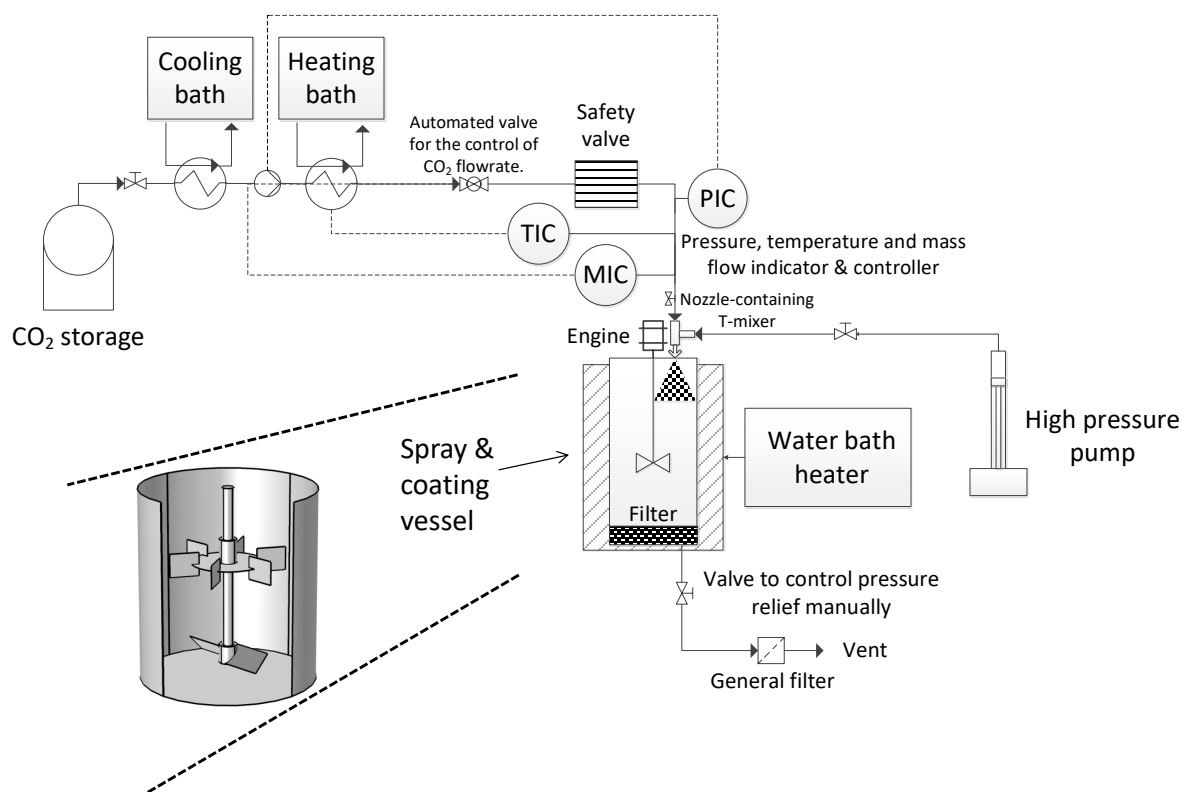 Cooling
bath
Heating
bath
Automated valve
for the control of
CO₂ flowrate.
Safety
valve
PIC
TIC
Pressure, temperature and mass
flow indicator & controller
MIC
Nozzle-containing
T-mixer
CO₂ storage
Engine
High pressure
pump
Spray &
coating
vessel
Water bath
heater
Filter
Valve to control pressure
relief manually
Vent
General filter